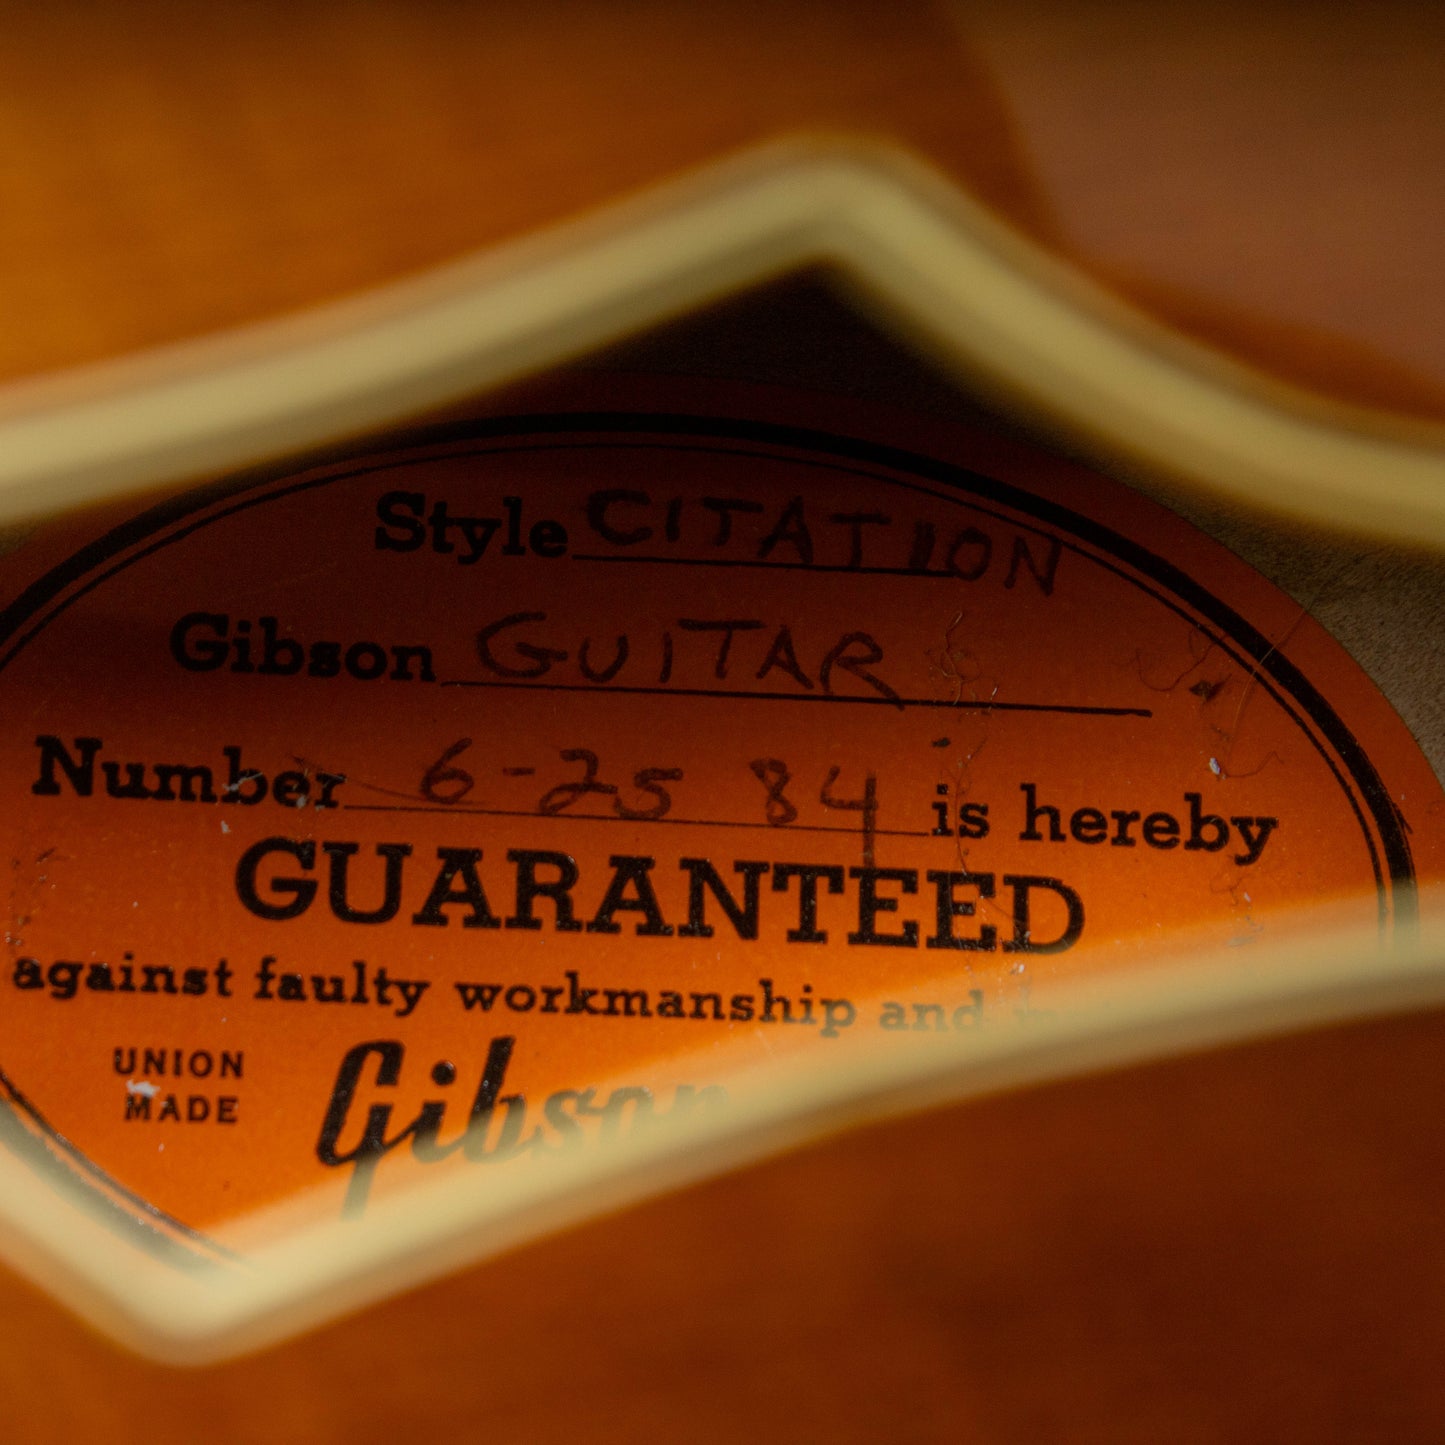 Style CITATION
Gibson GUITAR
Number 6-25 84 is hereby
GUARANTEED
against faulty workmanship and
UNION
MADE
Gibson